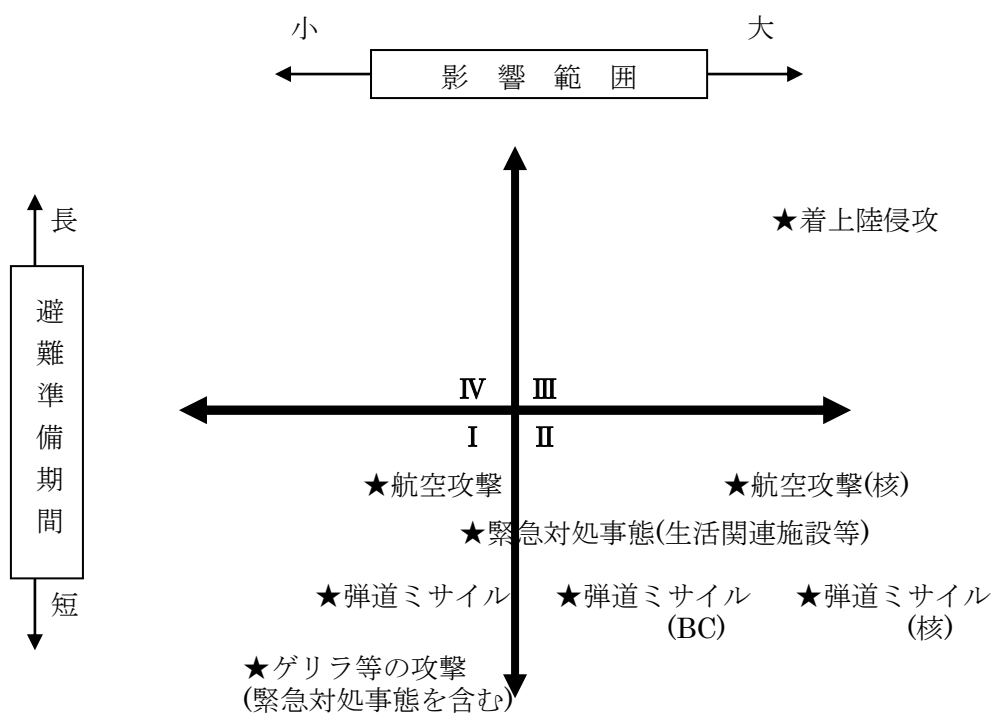 小
大
影響範囲
長
避難準備期間
短
★着上陸侵攻
Ⅳ
Ⅲ
Ⅰ
Ⅱ
★航空攻撃
★航空攻撃(核)
★緊急対処事態(生活関連施設等)
★弾道ミサイル
★弾道ミサイル
(BC)
★弾道ミサイル
(核)
★ゲリラ等の攻撃
(緊急対処事態を含む)